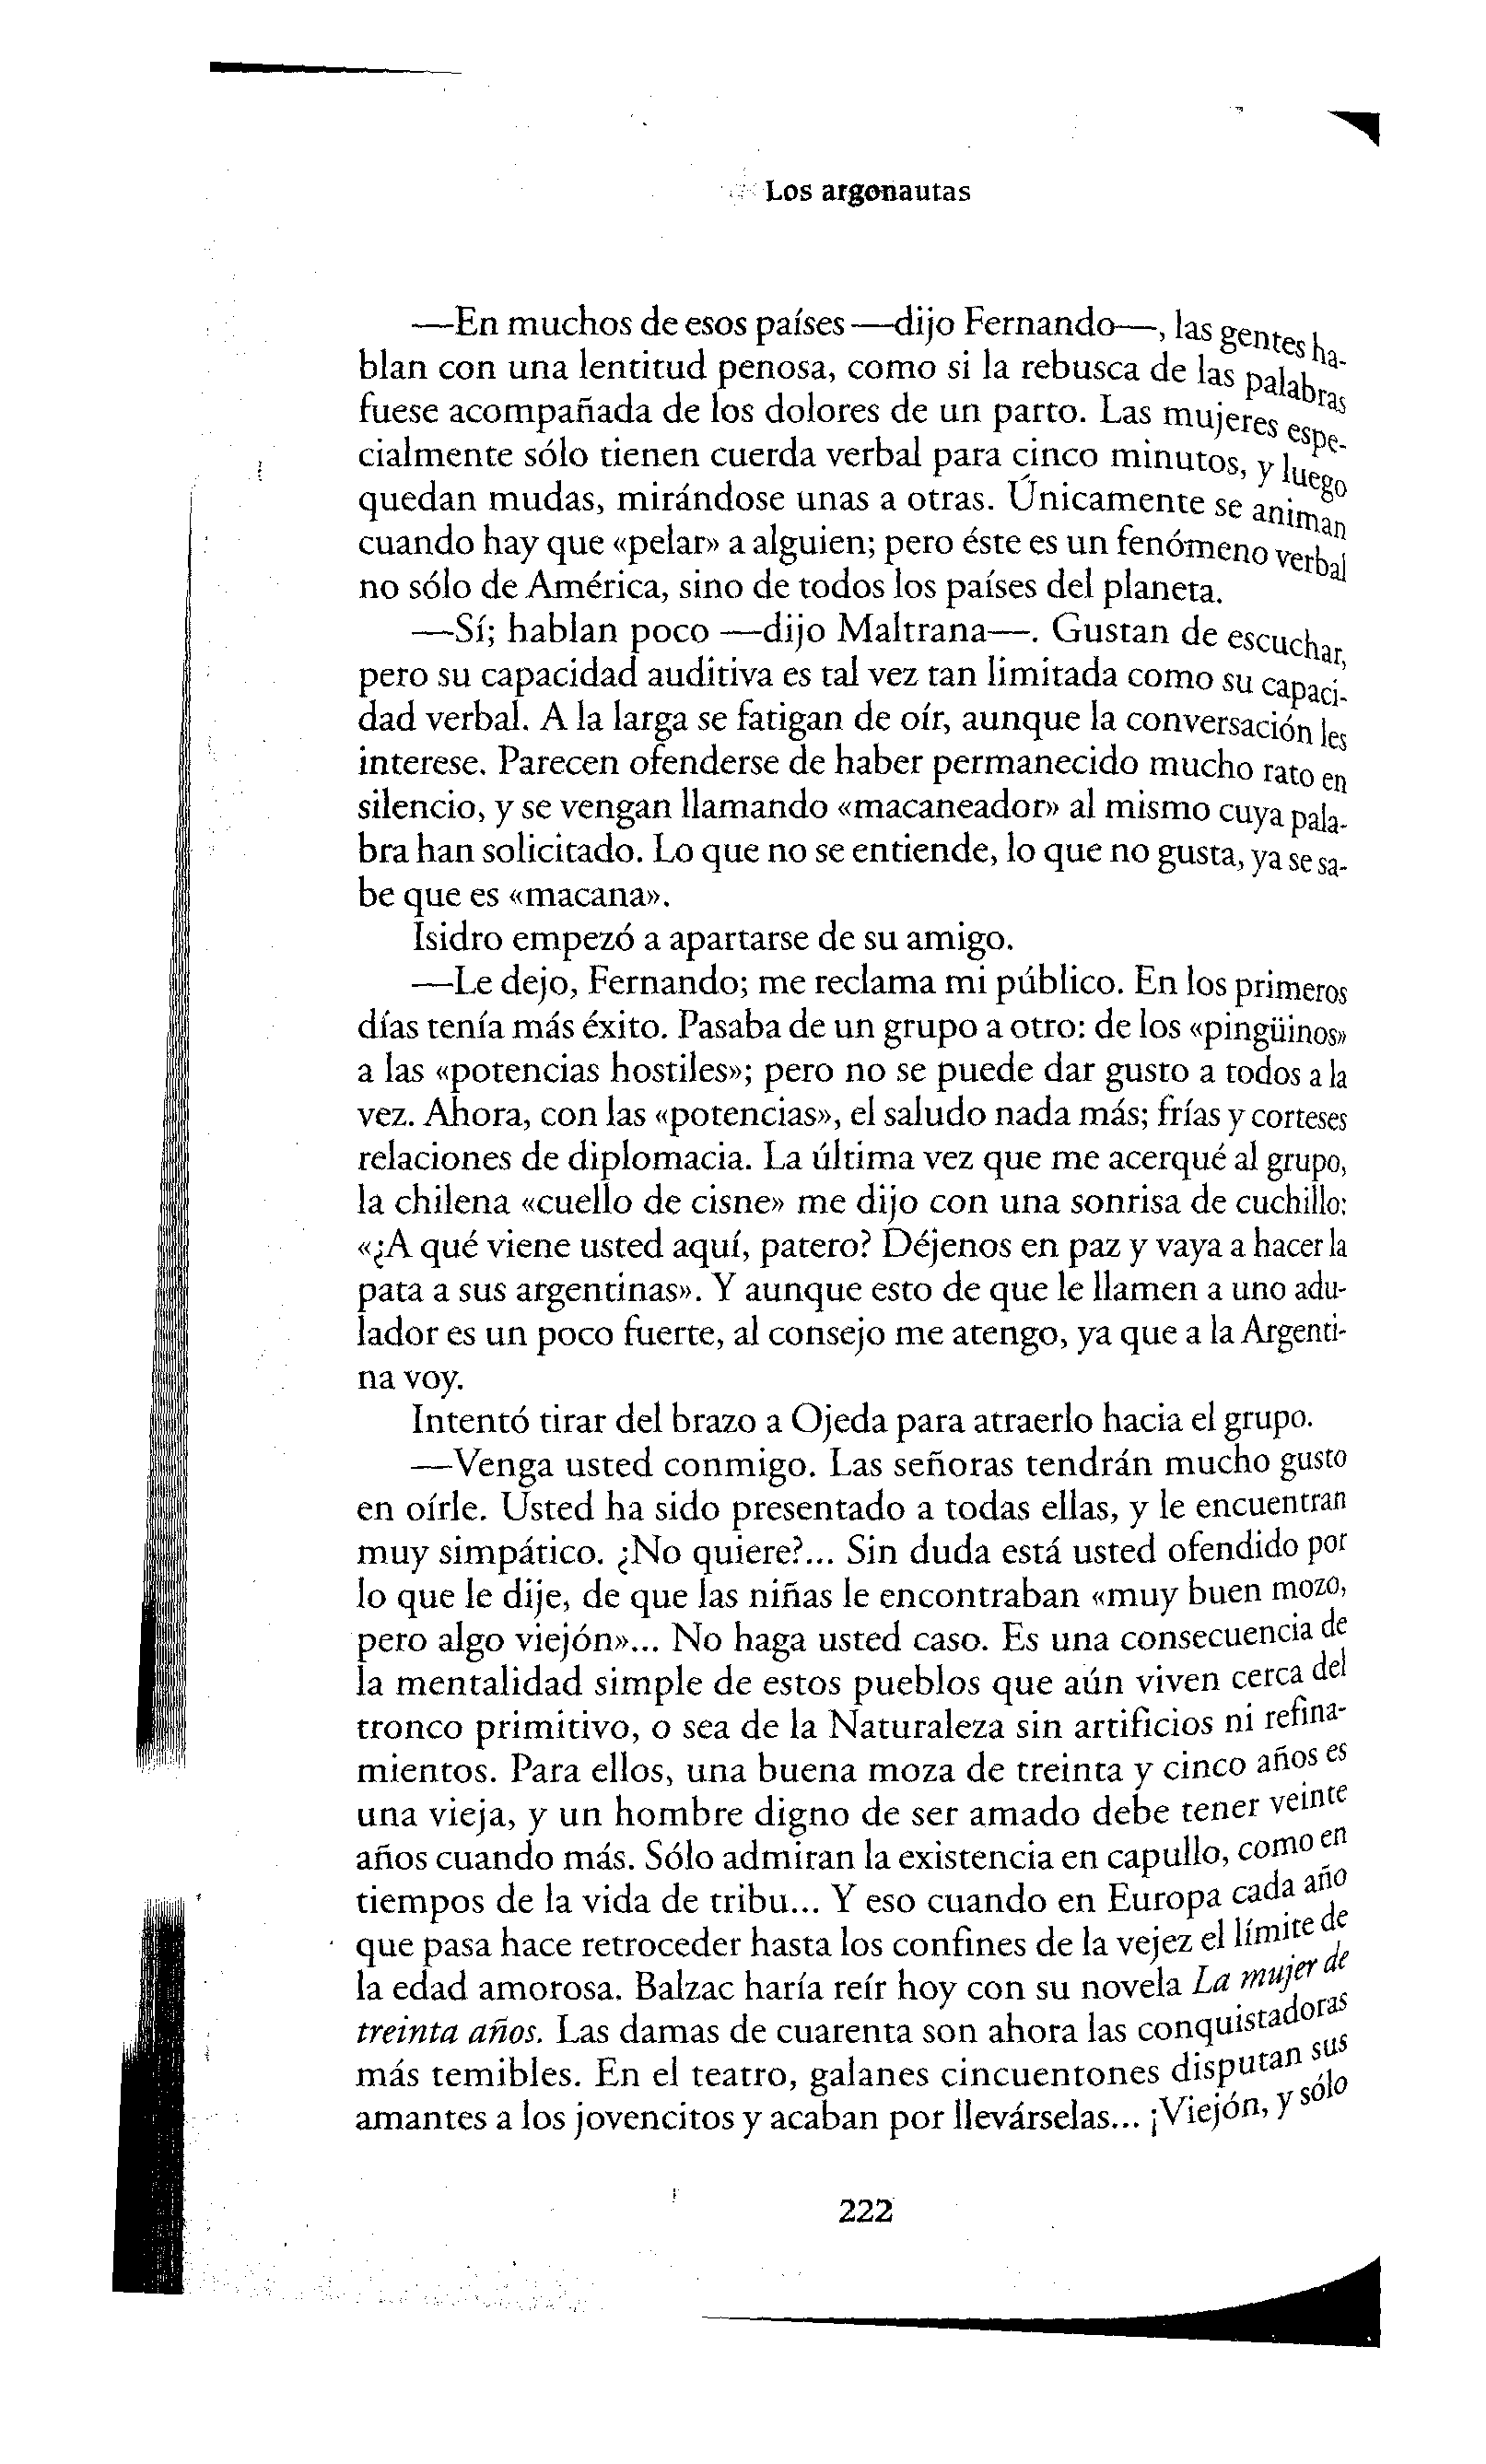 Los argonautas
—En muchos de esos países —dijo Fernando—, las gentes ha-
blan con una lentitud penosa, como si la rebusca de las palabras
fuese acompañada de los dolores de un parto. Las mujeres espe-
cialmente sólo tienen cuerda verbal para cinco minutos, y luego
quedan mudas, mirándose unas a otras. Únicamente se animan
cuando hay que «pelar» a alguien; pero éste es un fenómeno verbal
no sólo de América, sino de todos los países del planeta.
—Sí; hablan poco —dijo Maltrana—. Gustan de escuchar,
pero su capacidad auditiva es tal vez tan limitada como su capaci-
dad verbal. A la larga se fatigan de oír, aunque la conversación les
interese. Parecen ofenderse de haber permanecido mucho rato en
silencio, y se vengan llamando «macaneador» al mismo cuya pala-
bra han solicitado. Lo que no se entiende, lo que no gusta, ya se sa-
be que es «macana».
Isidro empezó a apartarse de su amigo.
—Le dejo, Fernando; me reclama mi público. En los primeros
días tenía más éxito. Pasaba de un grupo a otro: de los «pingüinos»
a las «potencias hostiles»; pero no se puede dar gusto a todos a la
vez. Ahora, con las «potencias», el saludo nada más; frías y corteses
relaciones de diplomacia. La última vez que me acerqué al grupo,
la chilena «cuello de cisne» me dijo con una sonrisa de cuchillo:
«¿A qué viene usted aquí, patero? Déjenos en paz y vaya a hacer la
pata a sus argentinas». Y aunque esto de que le llamen a uno adu-
lador es un poco fuerte, al consejo me atengo, ya que a la Argenti-
na voy.
Intentó tirar del brazo a Ojeda para atraerlo hacia el grupo.
—Venga usted conmigo. Las señoras tendrán mucho gusto
en oírle. Usted ha sido presentado a todas ellas, y le encuentran
muy simpático. ¿No quiere?... Sin duda está usted ofendido por
lo que le dije, de que las niñas le encontraban «muy buen mozo,
pero algo viejón»... No haga usted caso. Es una consecuencia de
la mentalidad simple de estos pueblos que aún viven cerca del
tronco primitivo, o sea de la Naturaleza sin artificios ni refina-
mientos. Para ellos, una buena moza de treinta y cinco años es
una vieja, y un hombre digno de ser amado debe tener veinte
años cuando más. Sólo admiran la existencia en capullo, como en
tiempos de la vida de tribu... Y eso cuando en Europa cada año
que pasa hace retroceder hasta los confines de la vejez el límite de
la edad amorosa. Balzac haría reír hoy con su novela La mujer de
treinta años. Las damas de cuarenta son ahora las conquistadoras
más temibles. En el teatro, galanes cincuentones disputan sus
amantes a los jovencitos y acaban por llevárselas... ¡Viejón, y sólo
222